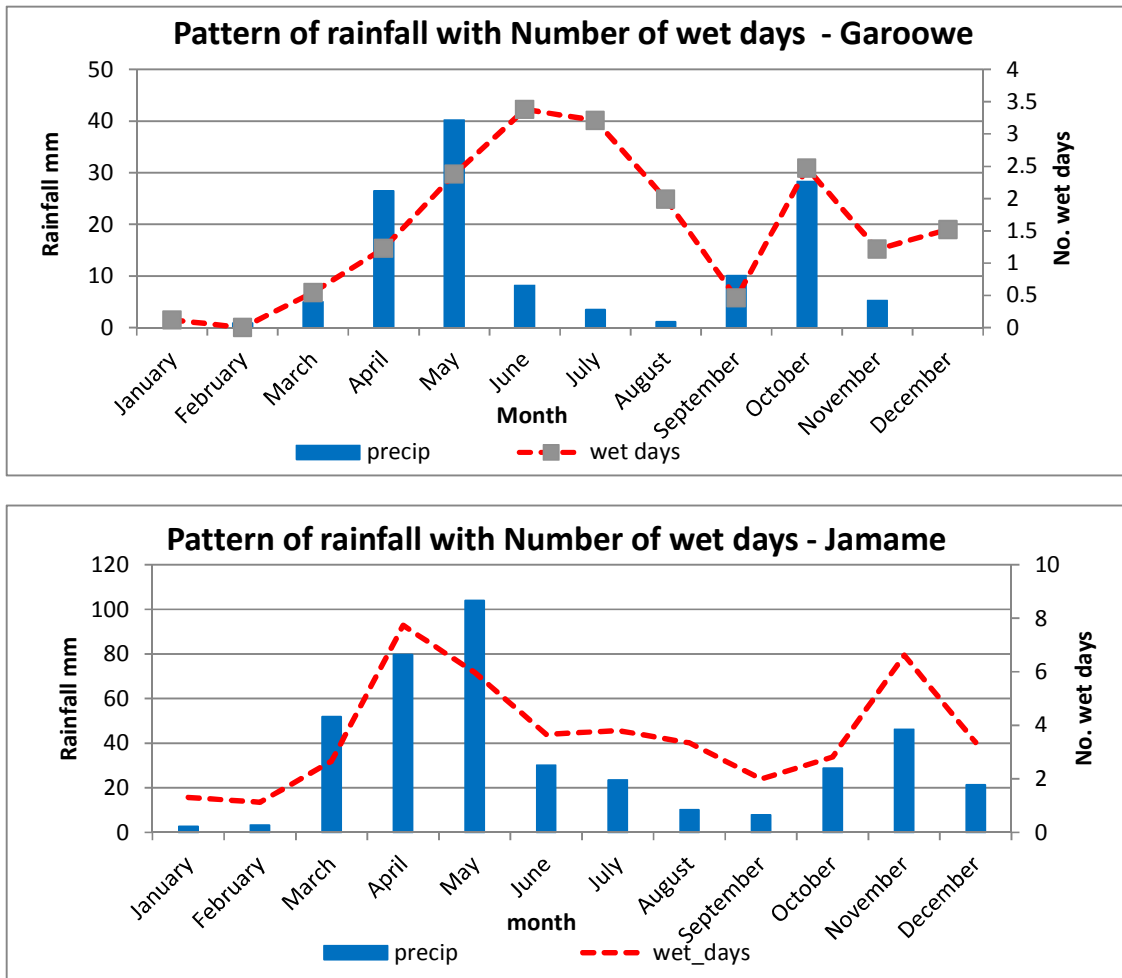 Pattern of rainfall with Number of wet days - Garoowe
50
40
30
20
10
0
Rainfall mm
4
3.5
3
2.5
2
1.5
1
0.5
0
No. wet days
January
February
March
April
May
June
July
August
September
October
November
December
Month
precip
wet days
Pattern of rainfall with Number of wet days - Jamame
120
100
80
60
40
20
0
Rainfall mm
10
8
6
4
2
0
No. wet days
January
February
March
April
May
June
July
August
September
October
November
December
month
precip
wet_days